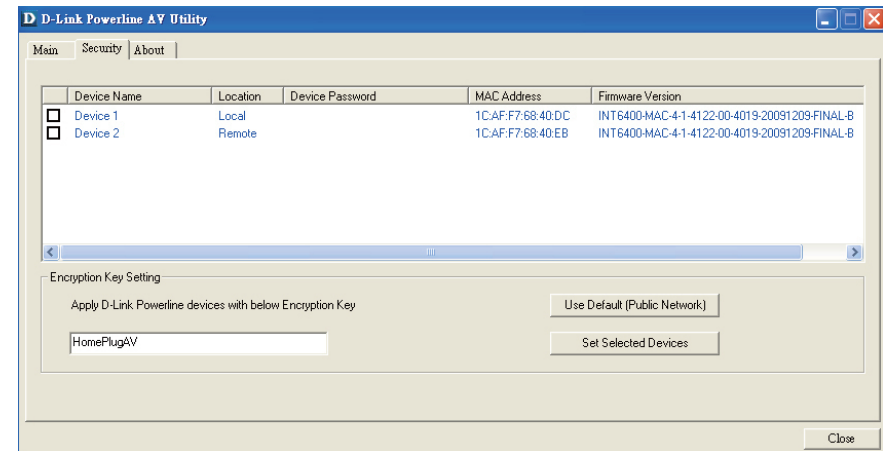 D-Link Powerline AV Utility
Main Security About
Device Name Location Device Password MAC Address Firmware Version
Device 1 Local 1C:AF:F7:68:40:DC INT6400-MAC-4-1-4122-00-4019-20091209-FINAL-B
Device 2 Remote 1C:AF:F7:68:40:EB INT6400-MAC-4-1-4122-00-4019-20091209-FINAL-B
Encryption Key Setting
Apply D-Link Powerline devices with below Encryption Key Use Default (Public Network)
HomePlugAV Set Selected Devices
Close